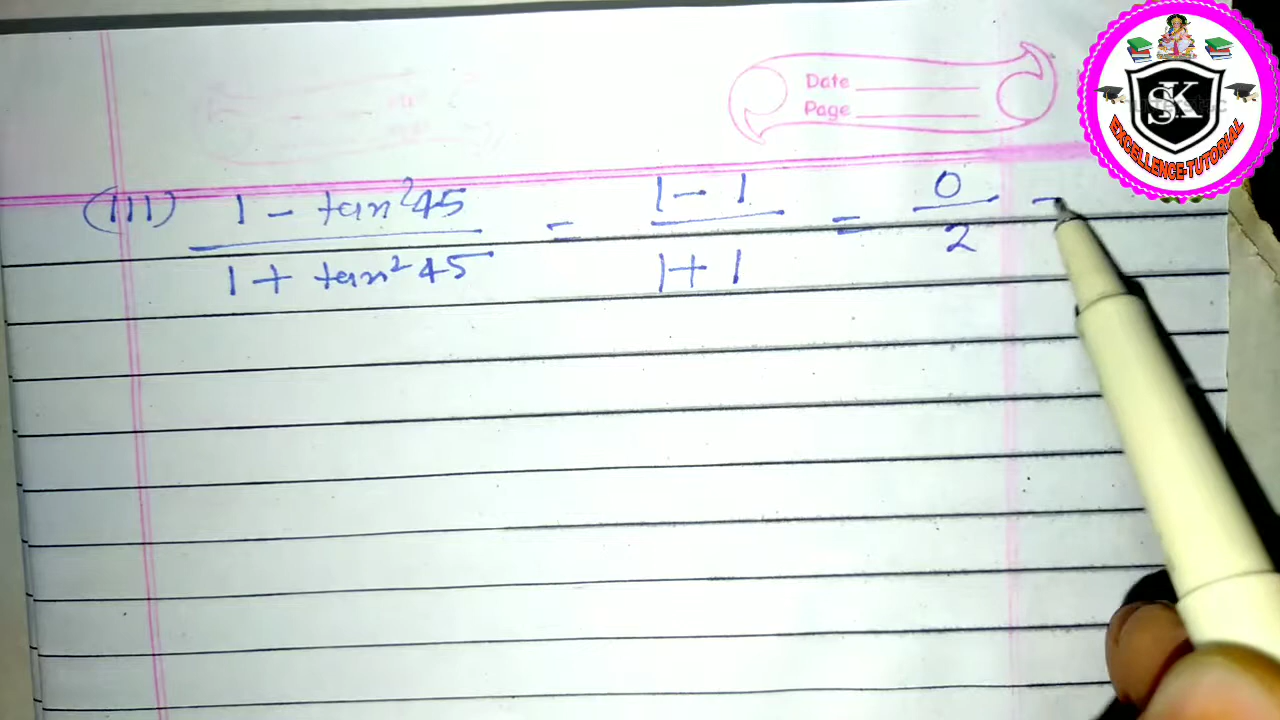 Date
Page
SK
EXCELLENCE-TUTORIAL
(III) 1 - tan²45 / 1 + tan²45 = 1 - 1 / 1 + 1 = 0 / 2 -